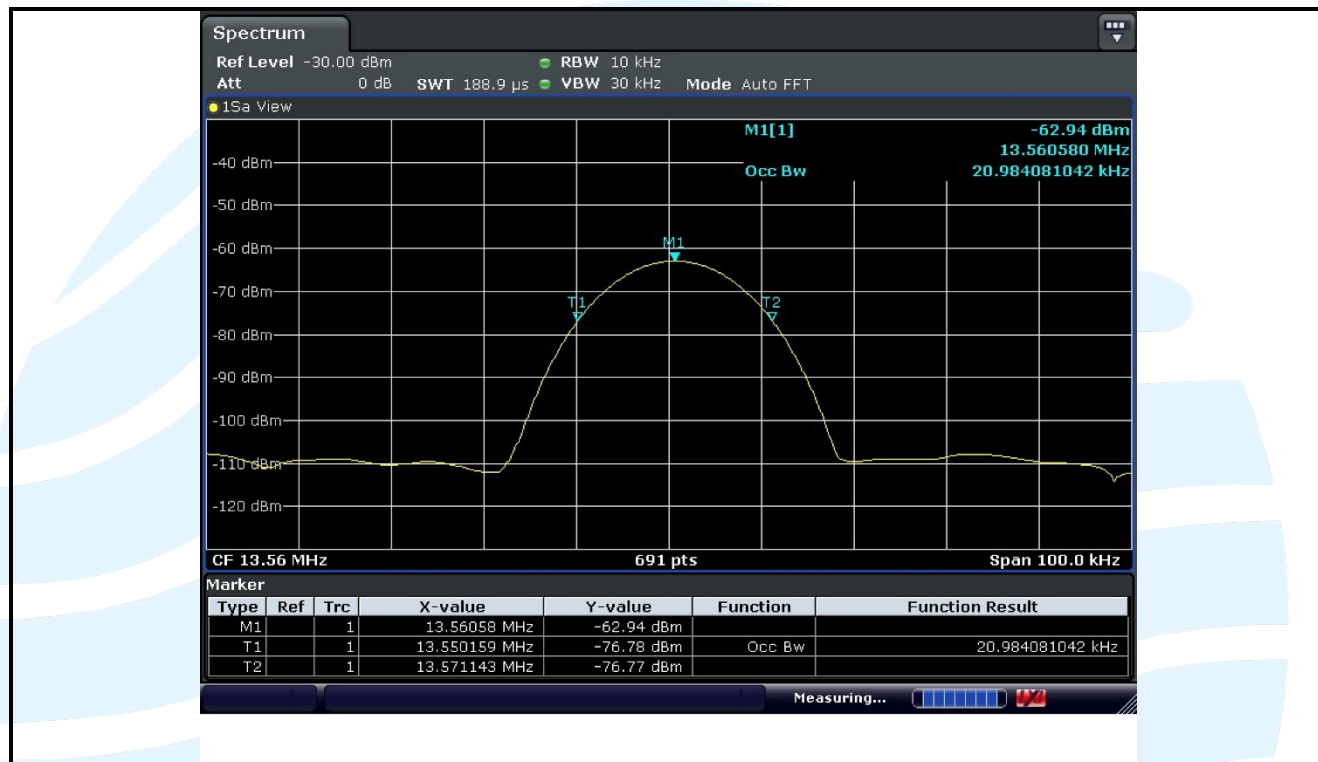 Spectrum
Ref Level -30.00 dBm RBW 10 kHz
Att 0 dB SWT 188.9 µs VBW 30 kHz Mode Auto FFT
1Sa View
M1[1] -62.94 dBm
13.560580 MHz
-40 dBm
Occ Bw 20.984081042 kHz
-50 dBm
M1
-60 dBm
-70 dBm
T1 T2
-80 dBm
-90 dBm
-100 dBm
-110 dBm
-120 dBm
CF 13.56 MHz 691 pts Span 100.0 kHz
Marker
Type Ref Trc X-value Y-value Function Function Result
M1 1 13.56058 MHz -62.94 dBm
T1 1 13.550159 MHz -76.78 dBm Occ Bw 20.984081042 kHz
T2 1 13.571143 MHz -76.77 dBm
Measuring...